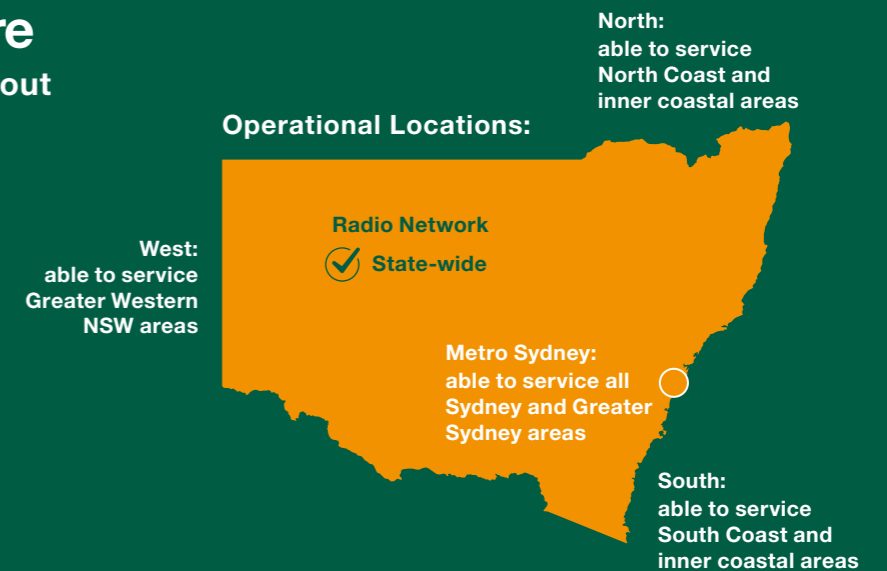 re
out
Operational Locations:
North:
able to service
North Coast and
inner coastal areas
Radio Network
State-wide
West:
able to service
Greater Western
NSW areas
Metro Sydney:
able to service all
Sydney and Greater
Sydney areas
South:
able to service
South Coast and
inner coastal areas